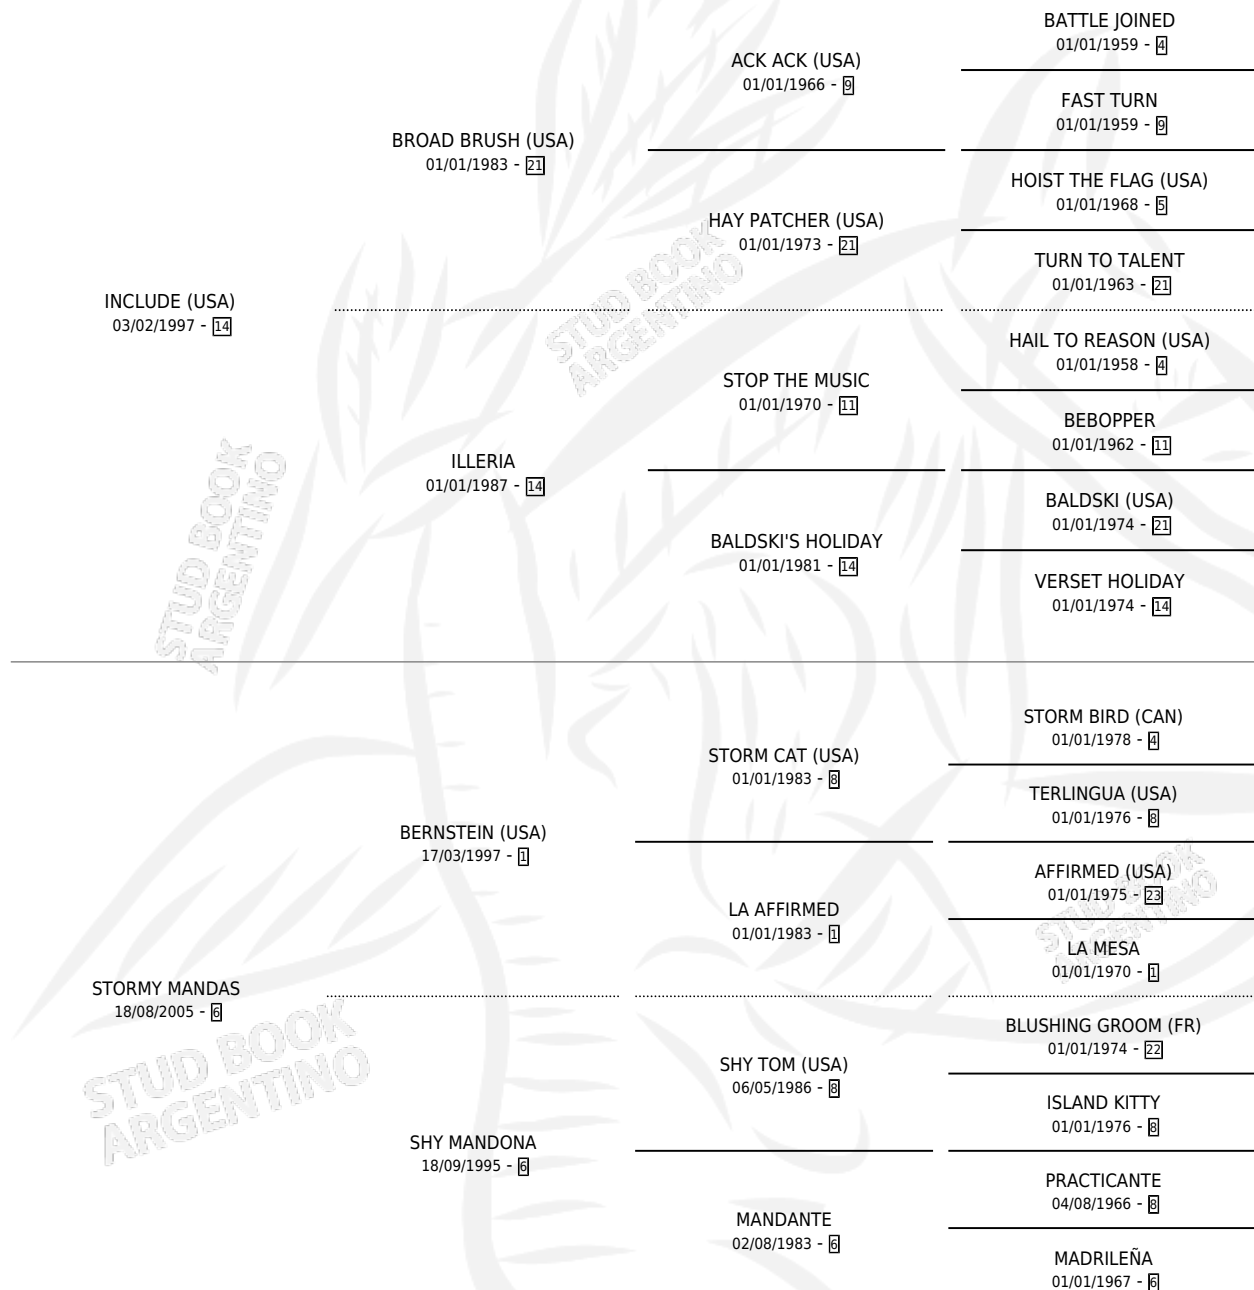 BATTLE JOINED
01/01/1959 - 4
ACK ACK (USA)
01/01/1966 - 9
FAST TURN
01/01/1959 - 9
BROAD BRUSH (USA)
01/01/1983 - 21
HOIST THE FLAG (USA)
01/01/1968 - 5
HAY PATCHER (USA)
01/01/1973 - 21
TURN TO TALENT
01/01/1963 - 21
INCLUDE (USA)
03/02/1997 - 14
HAIL TO REASON (USA)
01/01/1958 - 4
STOP THE MUSIC
01/01/1970 - 11
BEBOPPER
01/01/1962 - 11
ILLERIA
01/01/1987 - 14
BALDSKI (USA)
01/01/1974 - 21
BALDSKI'S HOLIDAY
01/01/1981 - 14
VERSET HOLIDAY
01/01/1974 - 14
STORM BIRD (CAN)
01/01/1978 - 4
STORM CAT (USA)
01/01/1983 - 8
TERLINGUA (USA)
01/01/1976 - 8
BERNSTEIN (USA)
17/03/1997 - 1
AFFIRMED (USA)
01/01/1975 - 23
LA AFFIRMED
01/01/1983 - 1
LA MESA
01/01/1970 - 1
STORMY MANDAS
18/08/2005 - 6
BLUSHING GROOM (FR)
01/01/1974 - 22
SHY TOM (USA)
06/05/1986 - 8
ISLAND KITTY
01/01/1976 - 8
SHY MANDONA
18/09/1995 - 6
PRACTICANTE
04/08/1966 - 8
MANDANTE
02/08/1983 - 6
MADRILEÑA
01/01/1967 - 6
STUD BOOK
ARGENTINO
STUD BOOK
ARGENTINO
STUD BOOK
ARGENTINO
STUD BOOK
ARGENTINO